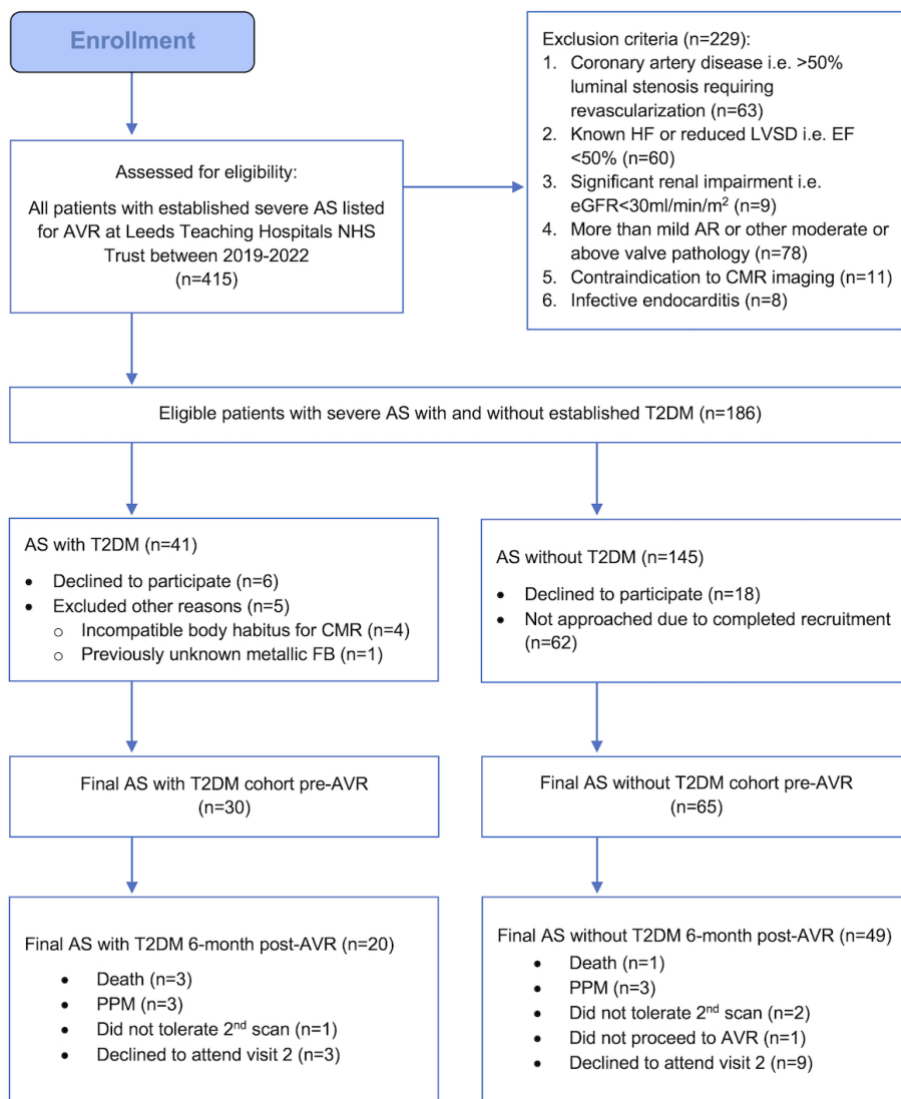 Enrollment
Exclusion criteria (n=229):
1. Coronary artery disease i.e. >50%
luminal stenosis requiring
revascularization (n=63)
2. Known HF or reduced LVSD i.e. EF
<50% (n=60)
3. Significant renal impairment i.e.
eGFR<30ml/min/m² (n=9)
4. More than mild AR or other moderate or
above valve pathology (n=78)
5. Contraindication to CMR imaging (n=11)
6. Infective endocarditis (n=8)
Assessed for eligibility:
All patients with established severe AS listed
for AVR at Leeds Teaching Hospitals NHS
Trust between 2019-2022
(n=415)
Eligible patients with severe AS with and without established T2DM (n=186)
AS with T2DM (n=41)
• Declined to participate (n=6)
• Excluded other reasons (n=5)
○ Incompatible body habitus for CMR (n=4)
○ Previously unknown metallic FB (n=1)
AS without T2DM (n=145)
• Declined to participate (n=18)
• Not approached due to completed recruitment
(n=62)
Final AS with T2DM cohort pre-AVR
(n=30)
Final AS without T2DM cohort pre-AVR
(n=65)
Final AS with T2DM 6-month post-AVR (n=20)
• Death (n=3)
• PPM (n=3)
• Did not tolerate 2nd scan (n=1)
• Declined to attend visit 2 (n=3)
Final AS without T2DM 6-month post-AVR (n=49)
• Death (n=1)
• PPM (n=3)
• Did not tolerate 2nd scan (n=2)
• Did not proceed to AVR (n=1)
• Declined to attend visit 2 (n=9)